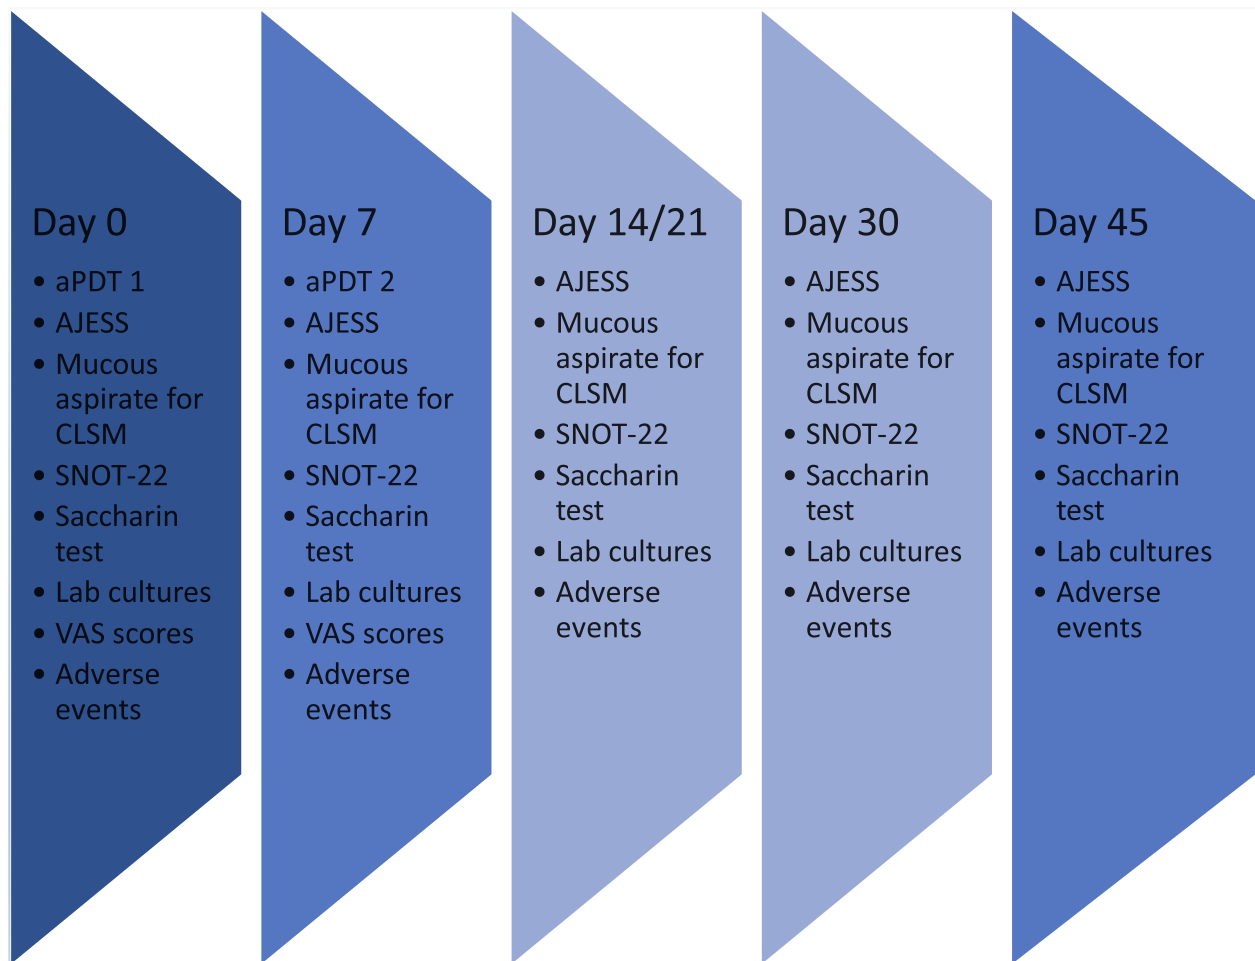 Day 0
• aPDT 1
• AJESS
• Mucous
aspirate for
CLSM
• SNOT-22
• Saccharin
test
• Lab cultures
• VAS scores
• Adverse
events
Day 7
• aPDT 2
• AJESS
• Mucous
aspirate for
CLSM
• SNOT-22
• Saccharin
test
• Lab cultures
• VAS scores
• Adverse
events
Day 14/21
• AJESS
• Mucous
aspirate for
CLSM
• SNOT-22
• Saccharin
test
• Lab cultures
• Adverse
events
Day 30
• AJESS
• Mucous
aspirate for
CLSM
• SNOT-22
• Saccharin
test
• Lab cultures
• Adverse
events
Day 45
• AJESS
• Mucous
aspirate for
CLSM
• SNOT-22
• Saccharin
test
• Lab cultures
• Adverse
events